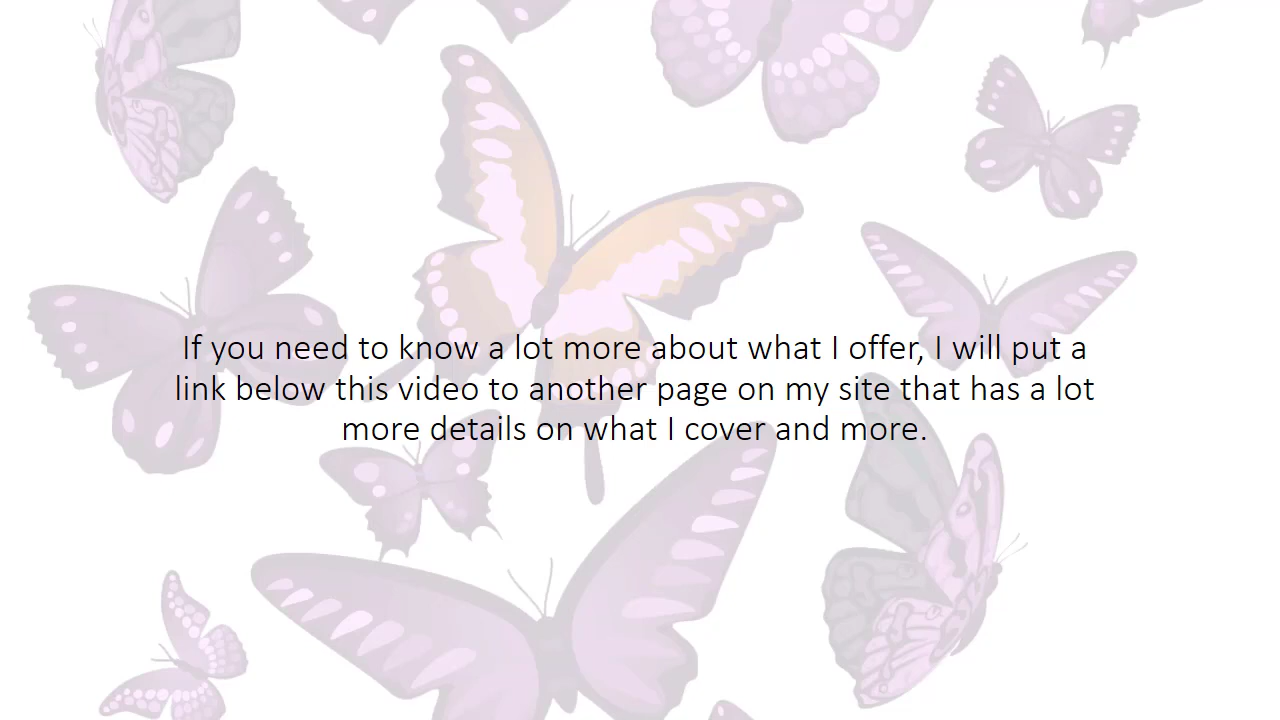 If you need to know a lot more about what I offer, I will put a
link below this video to another page on my site that has a lot
more details on what I cover and more.